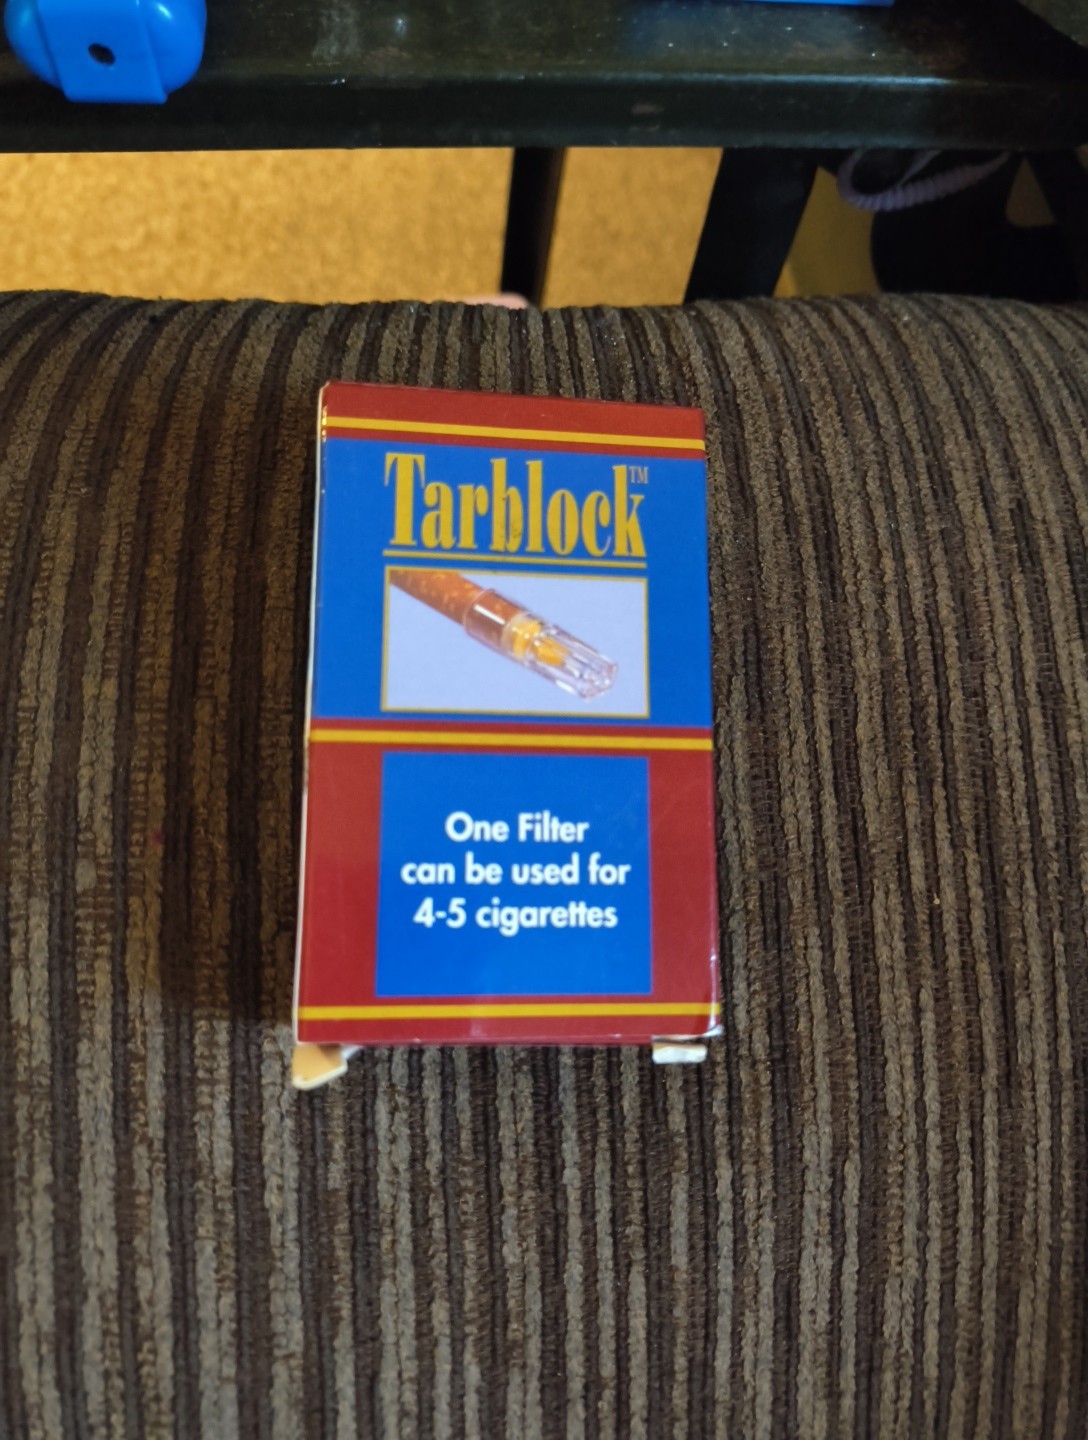 Tarblock™
One Filter
can be used for
4-5 cigarettes